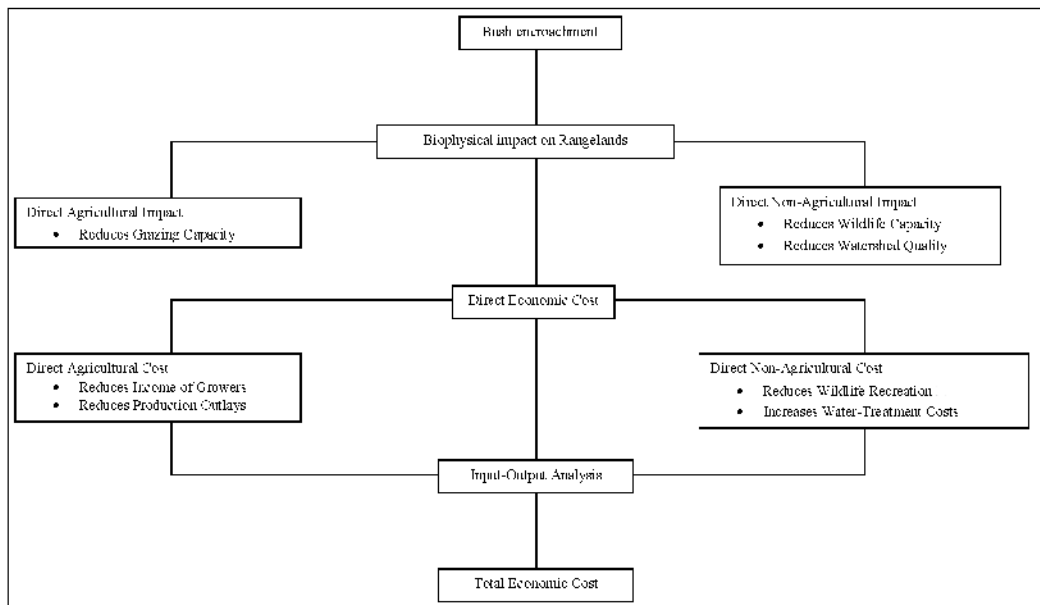 Bush encroachment
Biophysical impact on Rangelands
Direct Agricultural Impact
• Reduces Grazing Capacity
Direct Non-Agricultural Impact
• Reduces Wildlife Capacity
• Reduces Watershed Quality
Direct Economic Cost
Direct Agricultural Cost
• Reduces Income of Growers
• Reduces Production Outlays
Direct Non-Agricultural Cost
• Reduces Wildlife Recreation
• Increases Water-Treatment Costs
Input-Output Analysis
Total Economic Cost